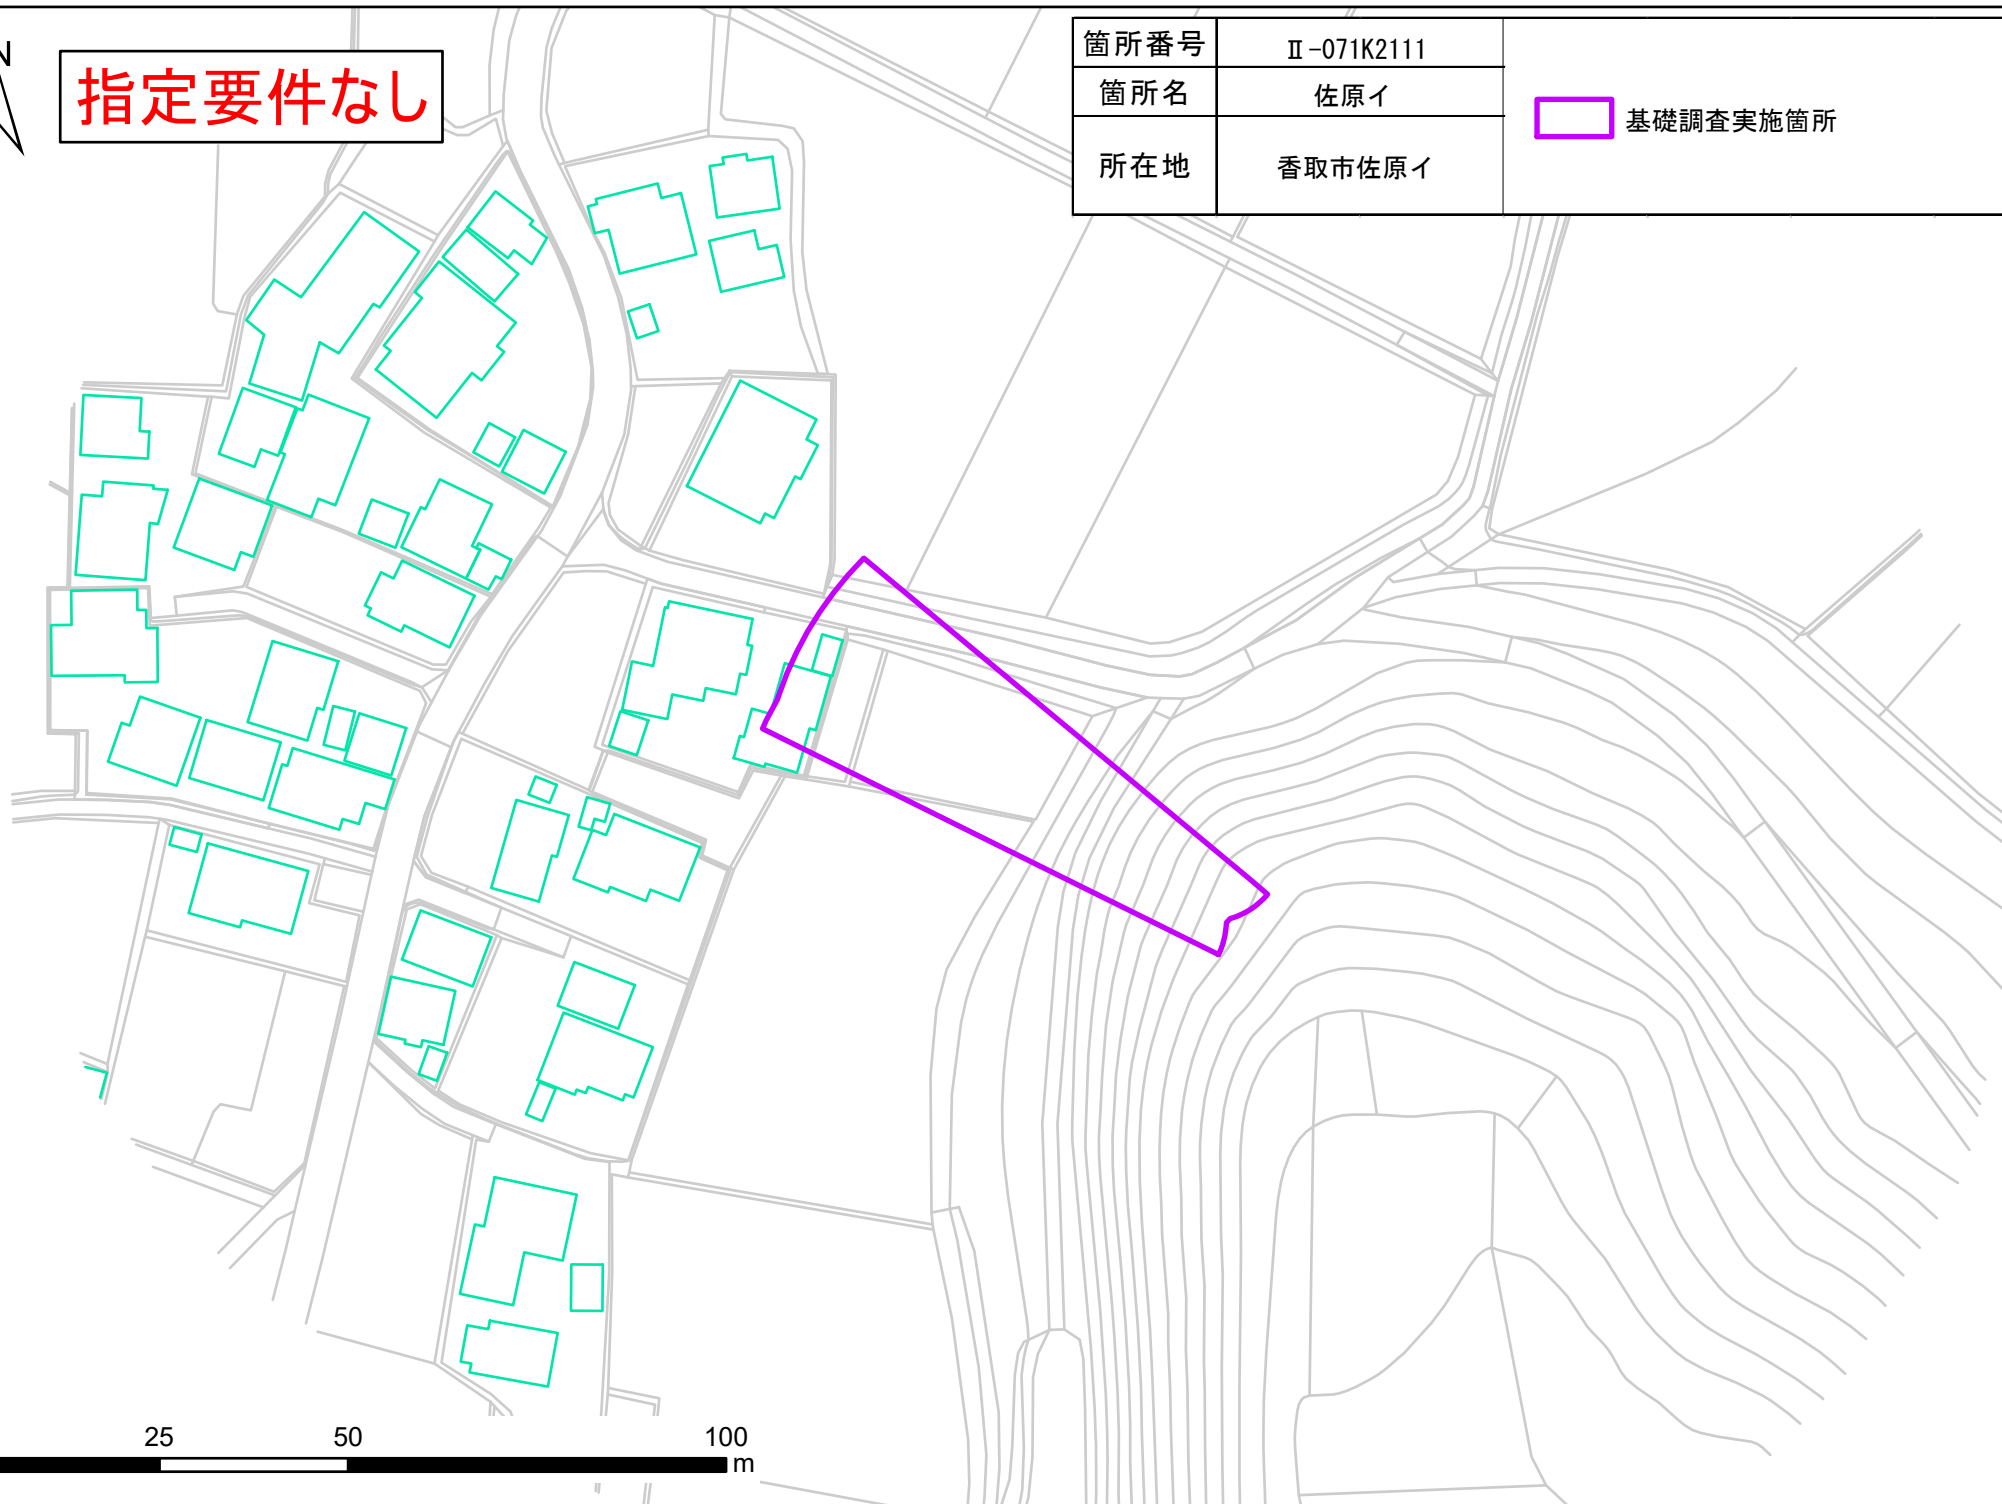 N
指定要件なし
箇所番号 Ⅱ-071K2111
箇所名 佐原イ
所在地 香取市佐原イ
基礎調査実施箇所
25 50 100
m